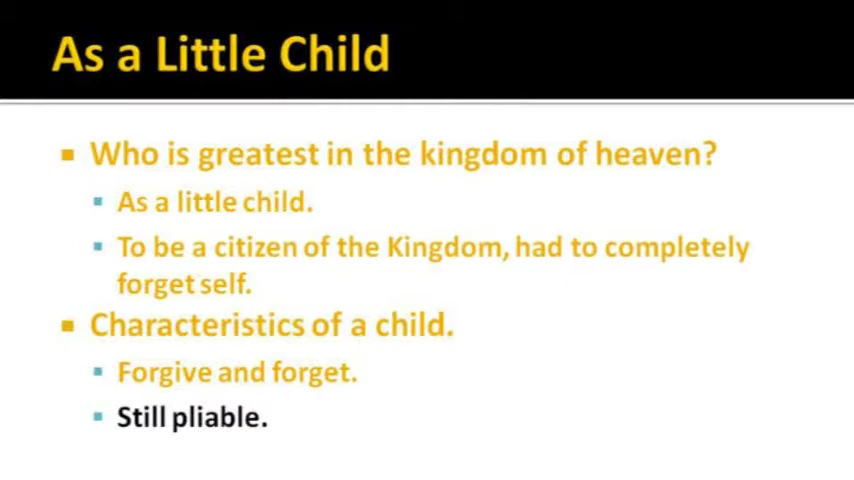 As a Little Child
Who is greatest in the kingdom of heaven?
As a little child.
To be a citizen of the Kingdom, had to completely
forget self.
Characteristics of a child.
Forgive and forget.
Still pliable.